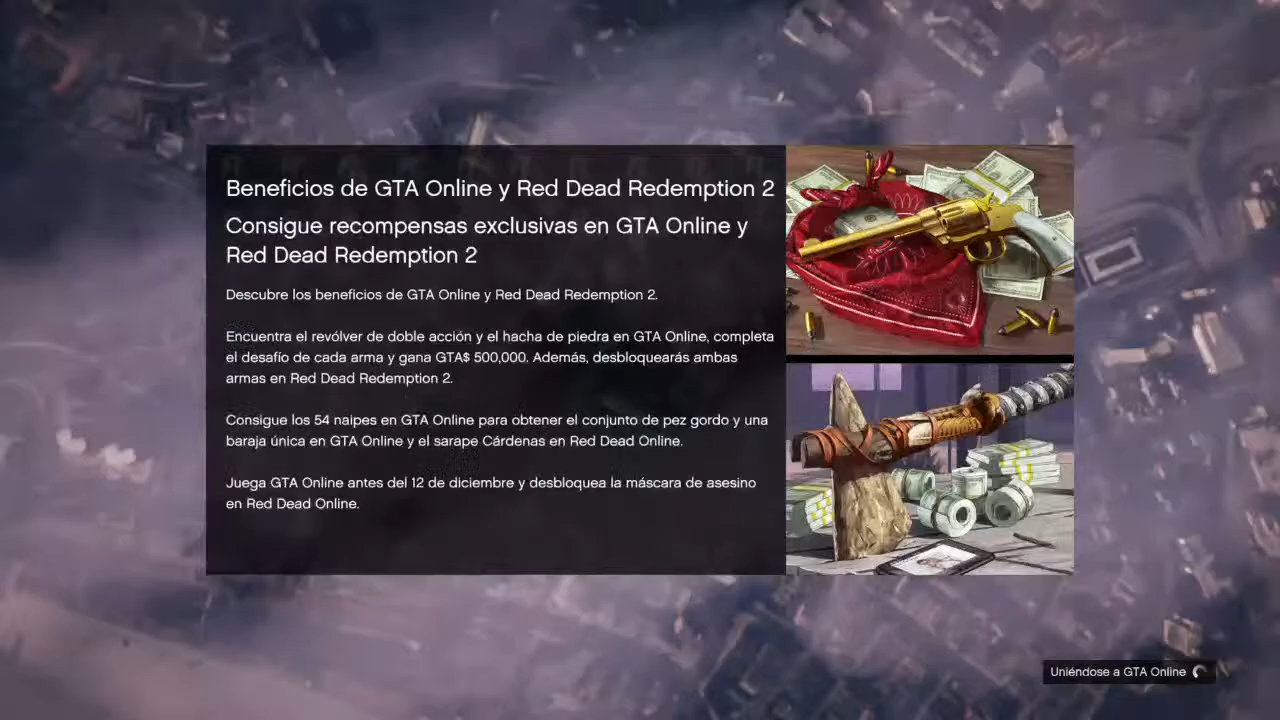 Beneficios de GTA Online y Red Dead Redemption 2
Consigue recompensas exclusivas en GTA Online y
Red Dead Redemption 2
Descubre los beneficios de GTA Online y Red Dead Redemption 2.
Encuentra el revólver de doble acción y el hacha de piedra en GTA Online, completa
el desafío de cada arma y gana GTA$ 500,000. Además, desbloquearás ambas
armas en Red Dead Redemption 2.
Consigue los 54 naipes en GTA Online para obtener el conjunto de pez gordo y una
baraja única en GTA Online y el sarape Cárdenas en Red Dead Online.
Juega GTA Online antes del 12 de diciembre y desbloquea la máscara de asesino
en Red Dead Online.
Uniéndose a GTA Online